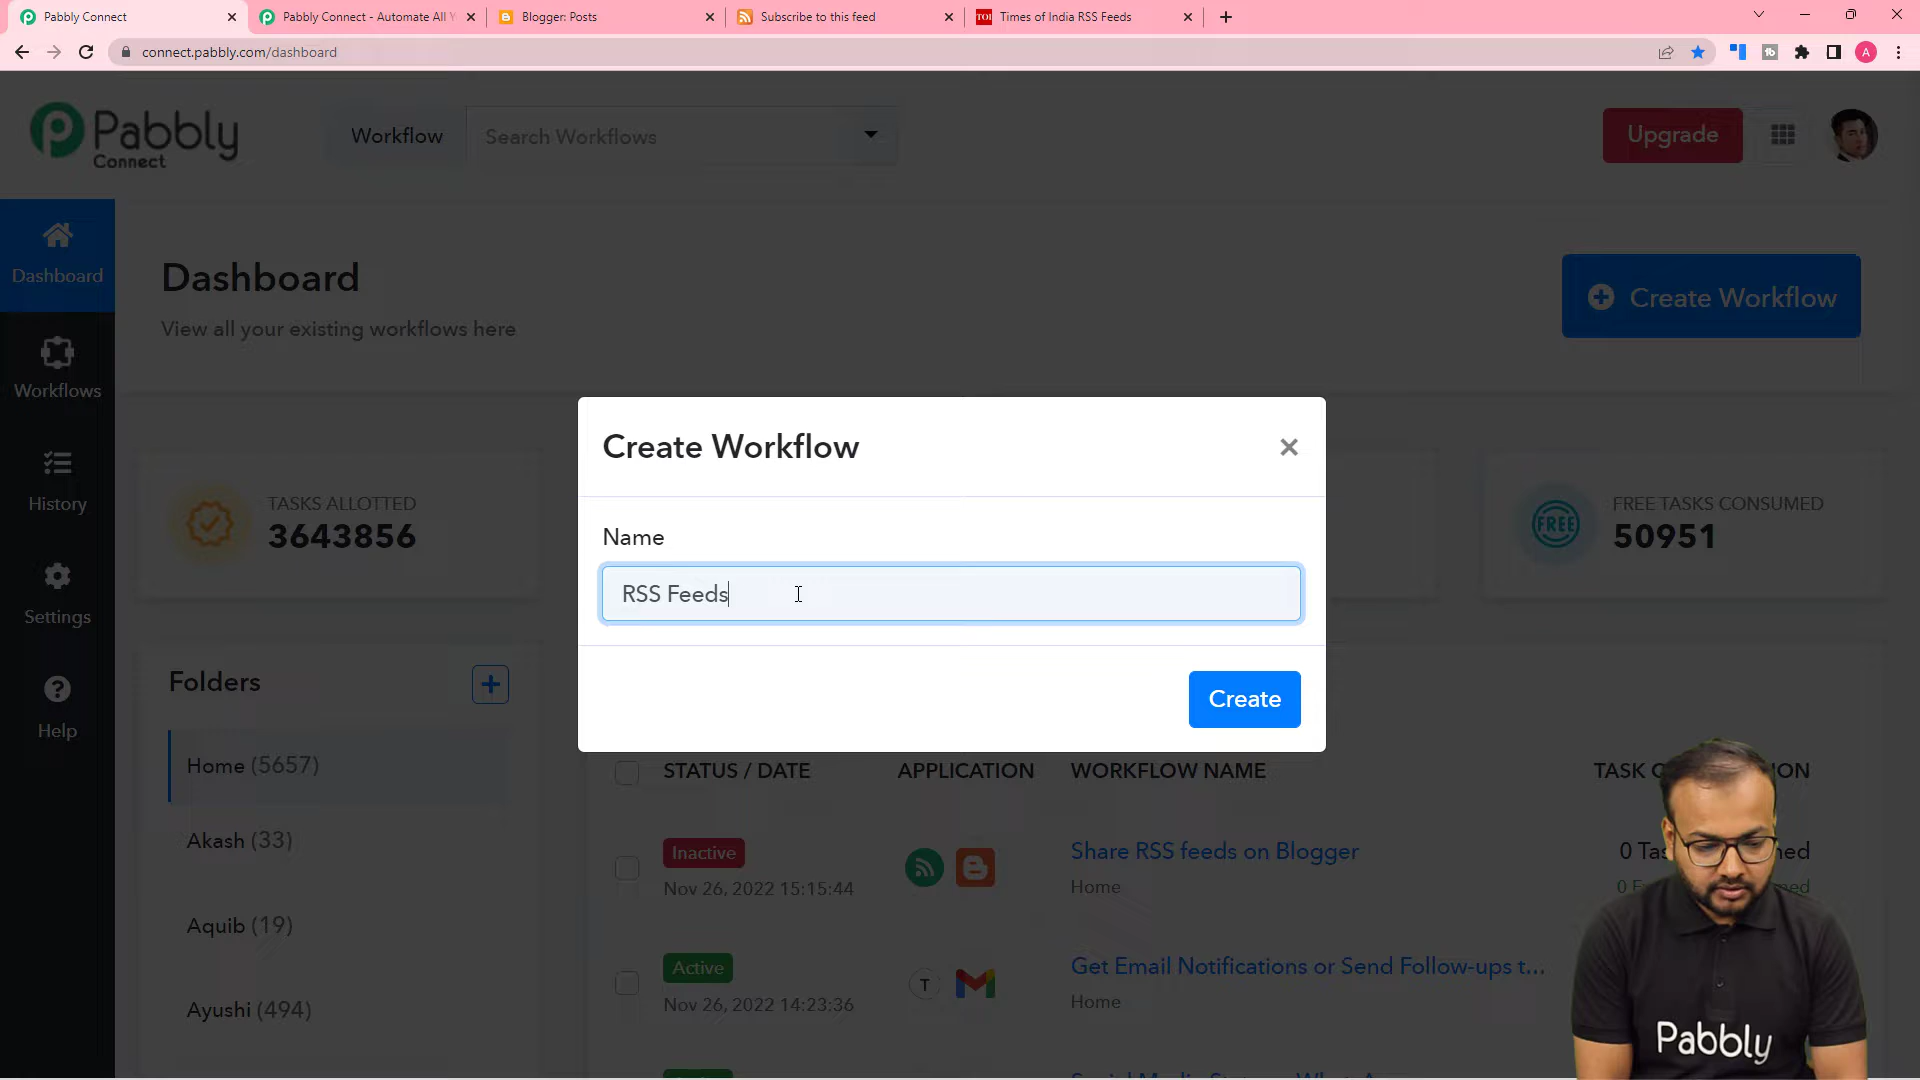 Pabbly Connect
Pabbly Connect - Automate All Y
Blogger: Posts
Subscribe to this feed
TOI Times of India RSS Feeds
connect.pabbly.com/dashboard
A
Pabbly
Connect
Workflow
Search Workflows
Upgrade
Dashboard
Workflows
History
Settings
Help
Dashboard
View all your existing workflows here
Create Workflow
TASKS ALLOTTED
3643856
FREE
FREE TASKS CONSUMED
50951
Create Workflow
Name
RSS Feeds
Create
Folders
Home (5657)
Akash (33)
Aquib (19)
Ayushi (494)
STATUS / DATE
APPLICATION
WORKFLOW NAME
Inactive
Nov 26, 2022 15:15:44
Share RSS feeds on Blogger
Home
Active
Nov 26, 2022 14:23:36
T
Get Email Notifications or Send Follow-ups t...
Home
Pabbly